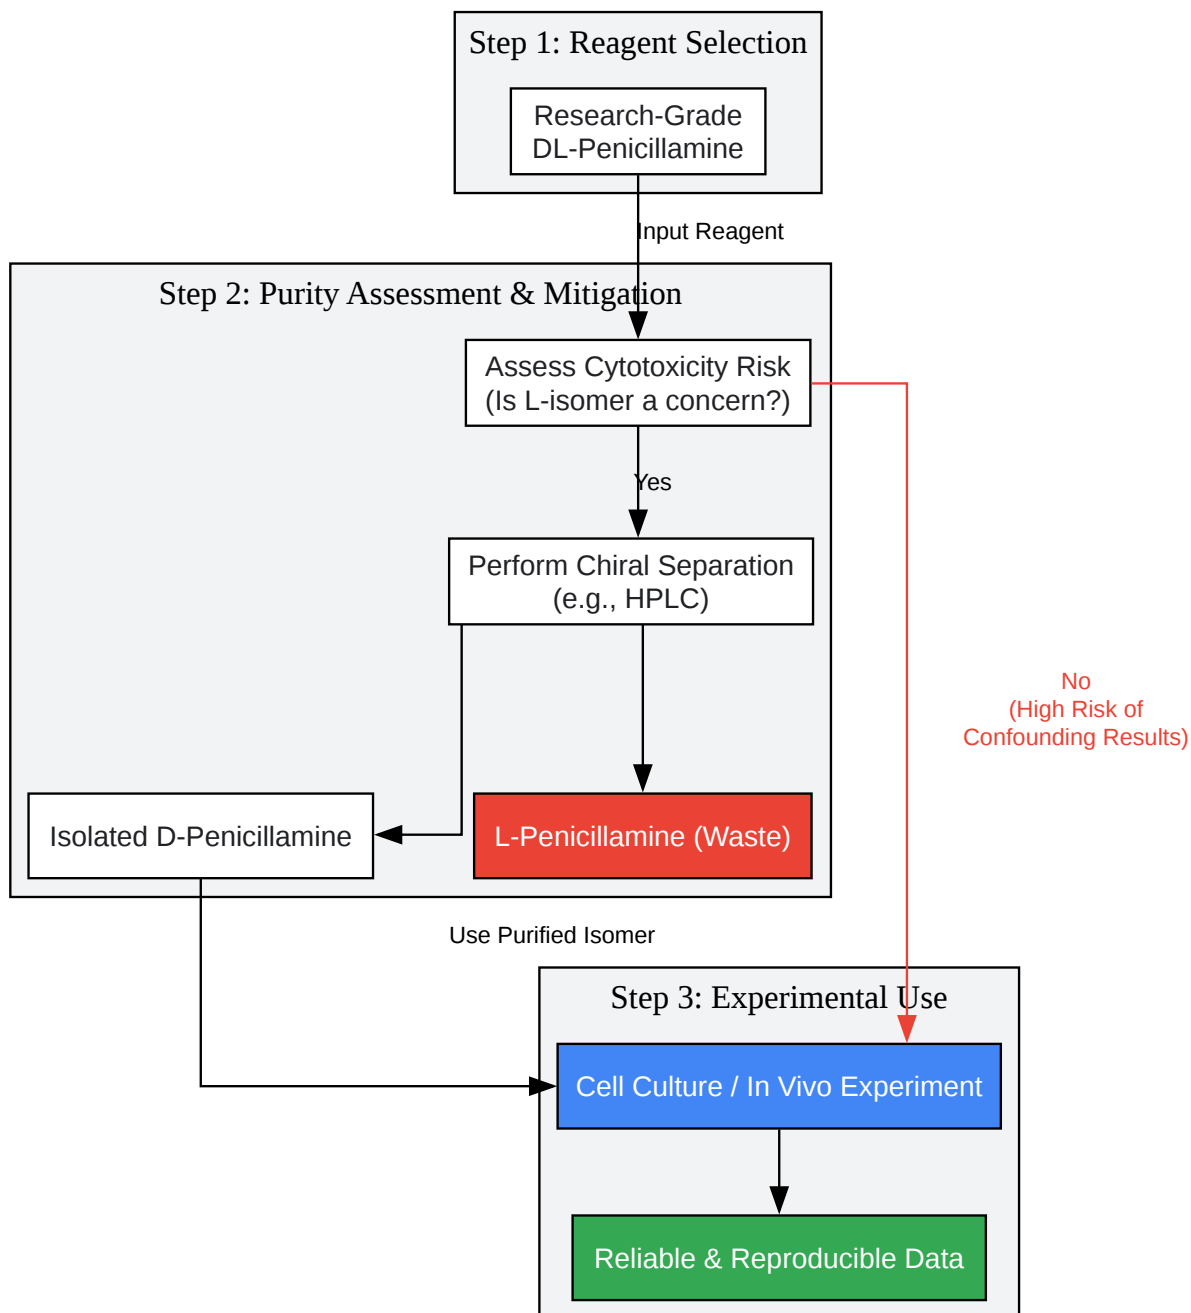 Step 1: Reagent Selection
Research-Grade
DL-Penicillamine
Input Reagent
Step 2: Purity Assessment & Mitigation
Assess Cytotoxicity Risk
(Is L-isomer a concern?)
Yes
Perform Chiral Separation
(e.g., HPLC)
No
(High Risk of
Confounding Results)
Isolated D-Penicillamine
L-Penicillamine (Waste)
Use Purified Isomer
Step 3: Experimental Use
Cell Culture / In Vivo Experiment
Reliable & Reproducible Data